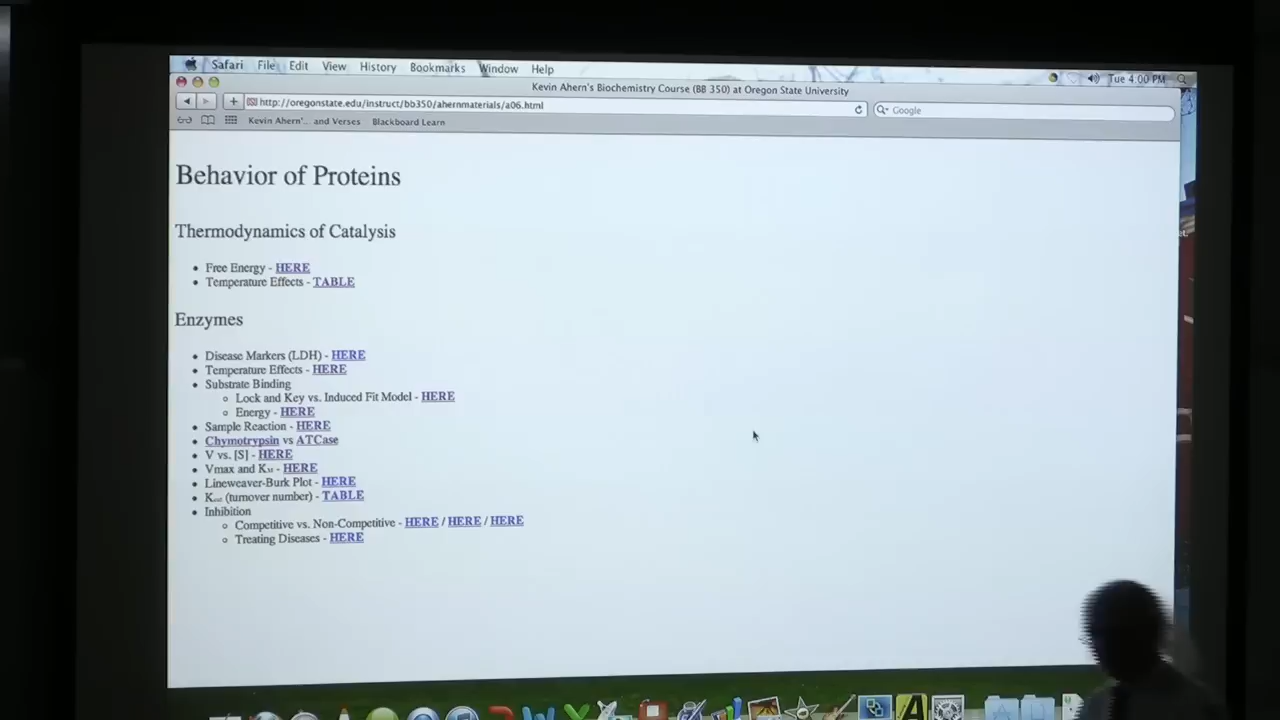 Safari File Edit View History Bookmarks Window Help
Tue 4:00 PM
Kevin Ahern's Biochemistry Course (BB 350) at Oregon State University
http://oregonstate.edu/instruct/bb350/ahernmaterials/a06.html
Google
Kevin Ahern'... and Verses Blackboard Learn
Behavior of Proteins
Thermodynamics of Catalysis
• Free Energy - HERE
• Temperature Effects - TABLE
Enzymes
• Disease Markers (LDH) - HERE
• Temperature Effects - HERE
• Substrate Binding
◦ Lock and Key vs. Induced Fit Model - HERE
◦ Energy - HERE
• Sample Reaction - HERE
• Chymotrypsin vs ATCase
• V vs. [S] - HERE
• Vmax and KM - HERE
• Lineweaver-Burk Plot - HERE
• Kcat (turnover number) - TABLE
• Inhibition
◦ Competitive vs. Non-Competitive - HERE / HERE / HERE
◦ Treating Diseases - HERE